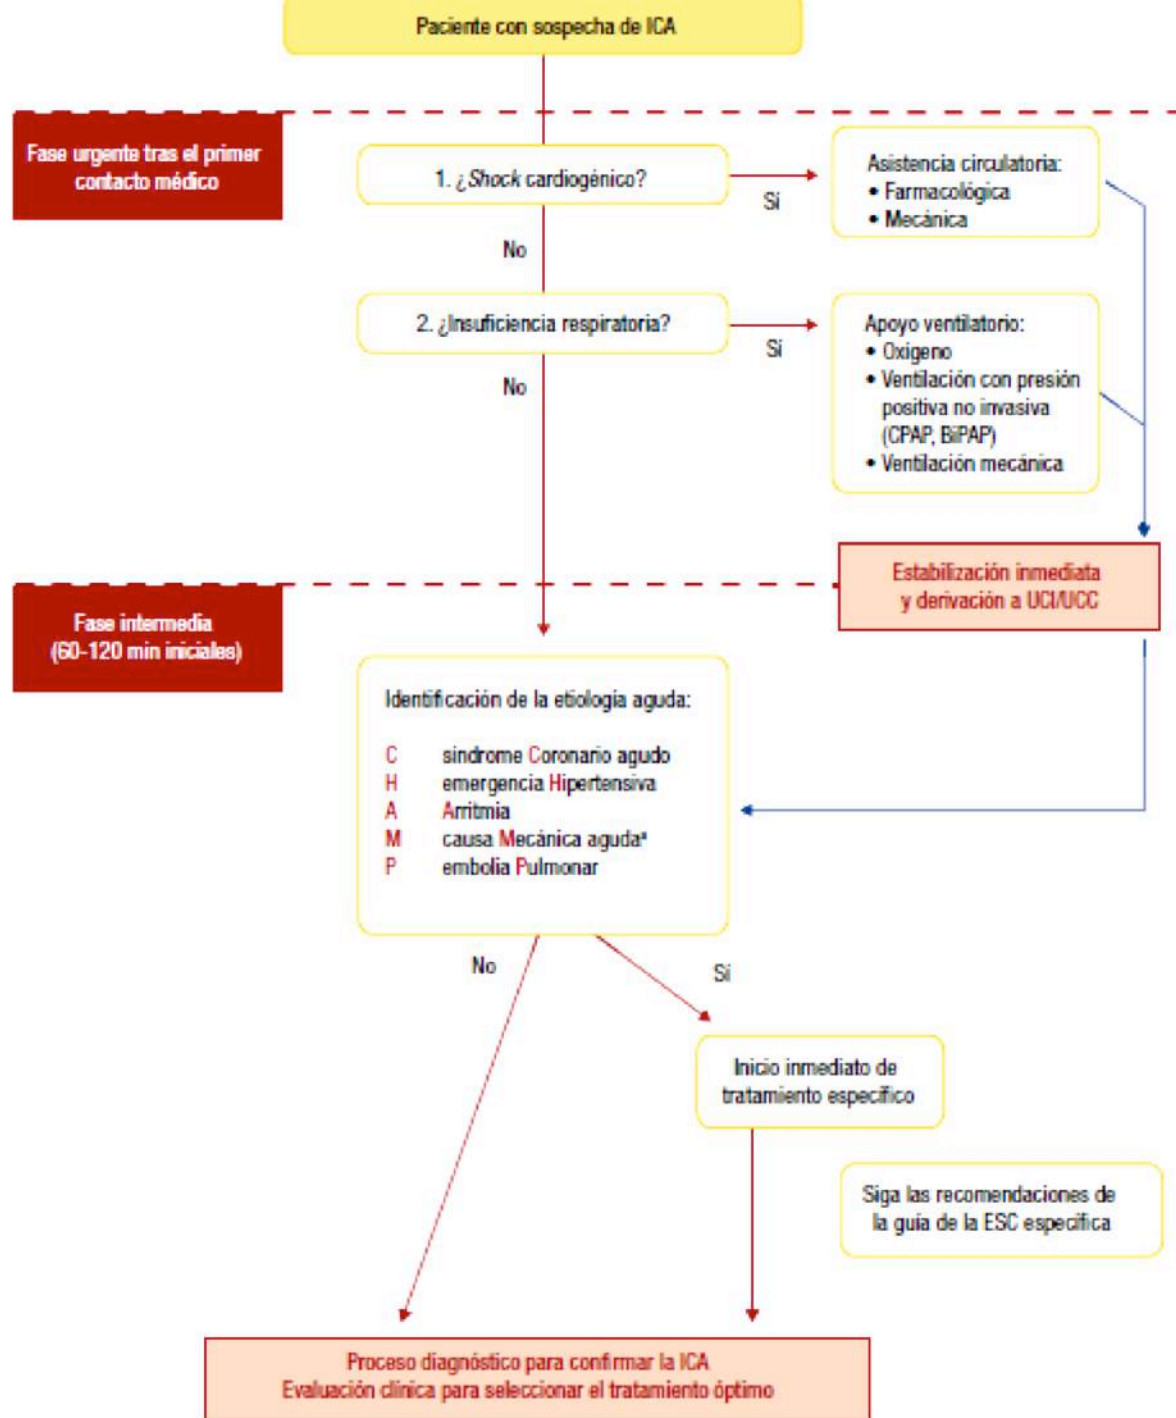 Paciente con sospecha de ICA
Fase urgente tras el primer
contacto médico
1. ¿Shock cardiogénico?
Sí
Asistencia circulatoria:
• Farmacológica
• Mecánica
No
2. ¿Insuficiencia respiratoria?
Sí
Apoyo ventilatorio:
• Oxígeno
• Ventilación con presión
positiva no invasiva
(CPAP, BiPAP)
• Ventilación mecánica
No
Estabilización inmediata
y derivación a UCI/UCC
Fase intermedia
(60-120 min iniciales)
Identificación de la etiología aguda:
C síndrome Coronario agudo
H emergencia Hipertensiva
A Arritmia
M causa Mecánica agudaª
P embolia Pulmonar
No
Sí
Inicio inmediato de
tratamiento específico
Siga las recomendaciones de
la guía de la ESC específica
Proceso diagnóstico para confirmar la ICA
Evaluación clínica para seleccionar el tratamiento óptimo